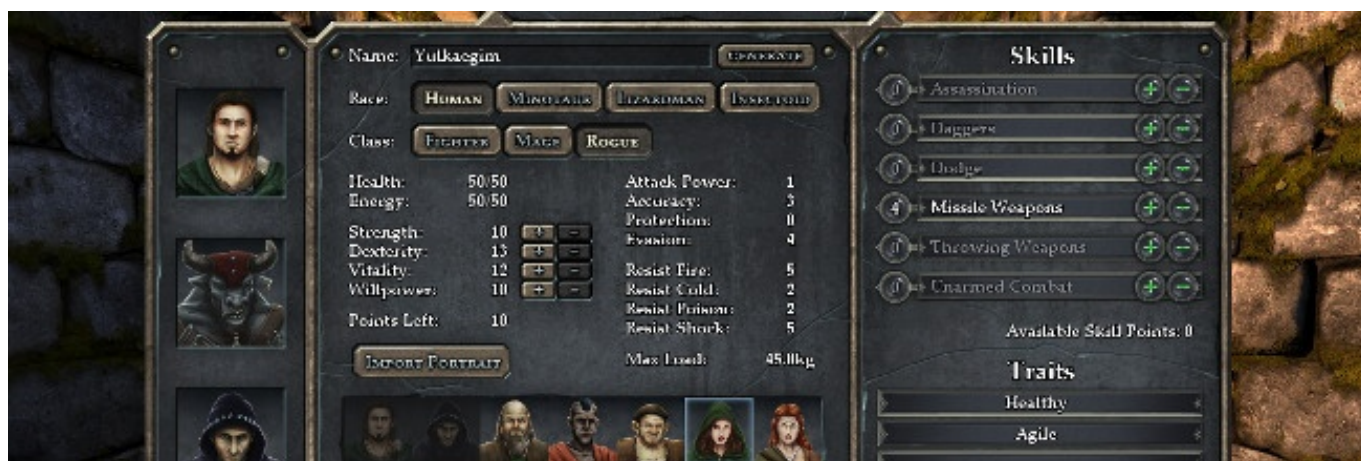 Name: Yulkaegim GENERATE
Race: HUMAN MINOTAUR LIZARDMAN INSECTOID
Class: FIGHTER MAGE ROGUE
Health: 50/50
Energy: 50/50
Strength: 10 + -
Dexterity: 13 + -
Vitality: 12 + -
Willpower: 10 + -
Points Left: 10
IMPORT PORTRAIT
Attack Power: 1
Accuracy: 3
Protection: 0
Evasion: 4
Resist Fire: 5
Resist Cold: 2
Resist Poison: 2
Resist Shock: 5
Max Load: 45.0kg
Skills
0 Assassination + -
0 Daggers + -
0 Dodge + -
4 Missile Weapons + -
0 Throwing Weapons + -
0 Unarmed Combat + -
Available Skill Points: 0
Traits
Healthy
Agile